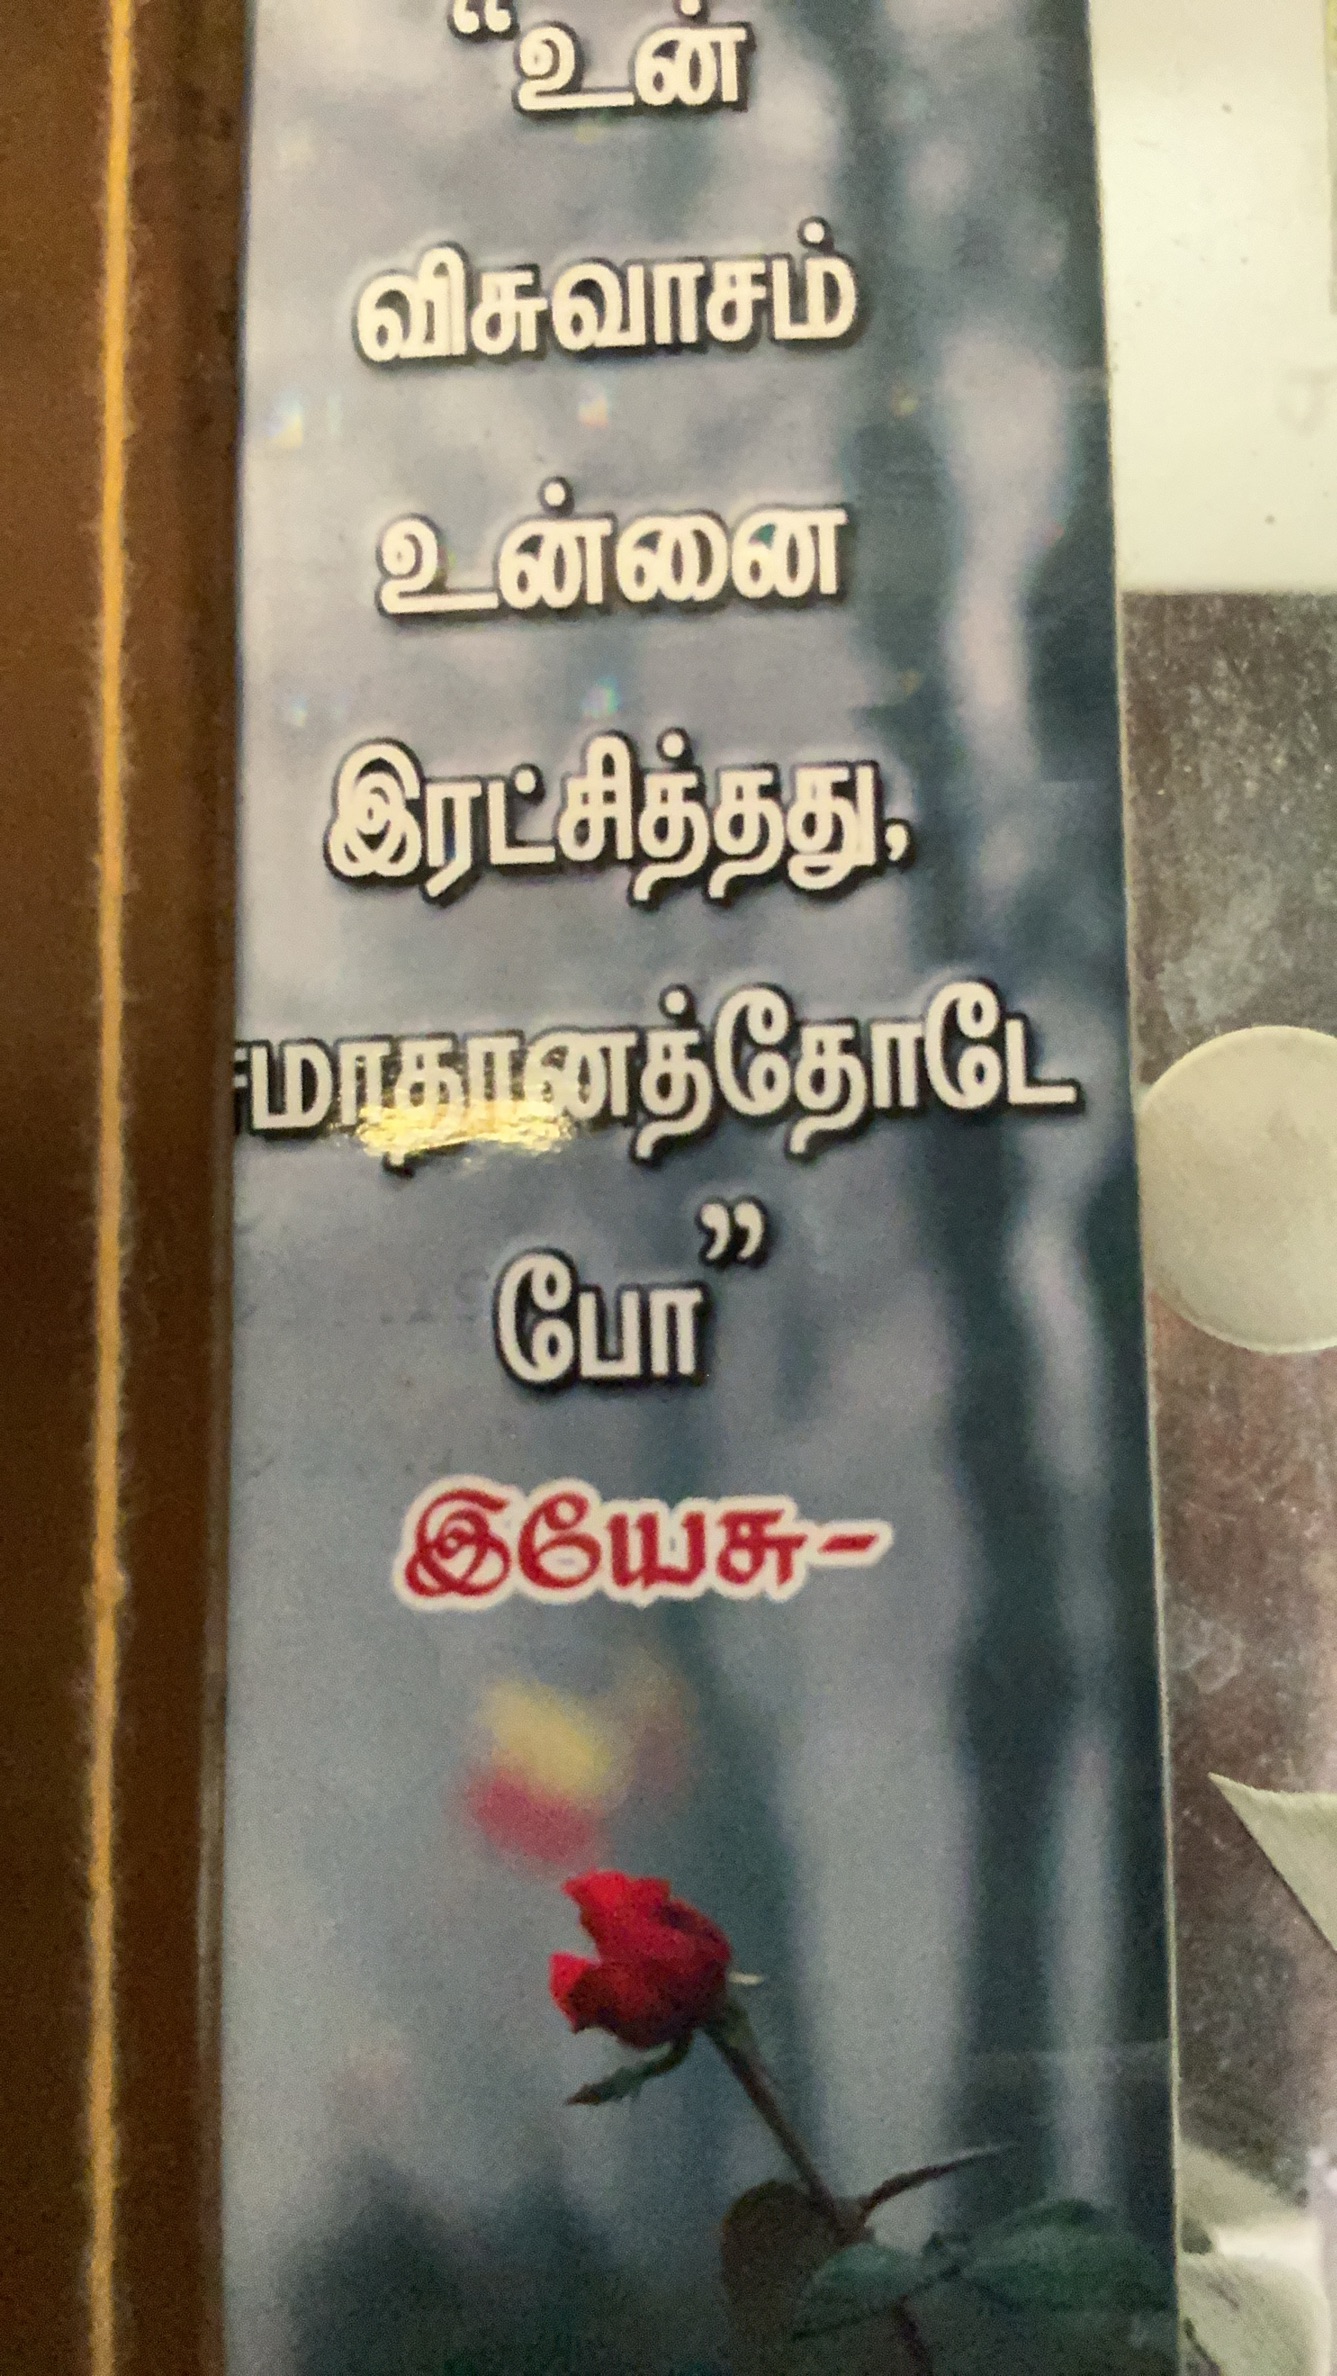 “உன்
விசுவாசம்
உன்னை
இரட்சித்தது,
சமாதானத்தோடே
போ”
இயேசு-